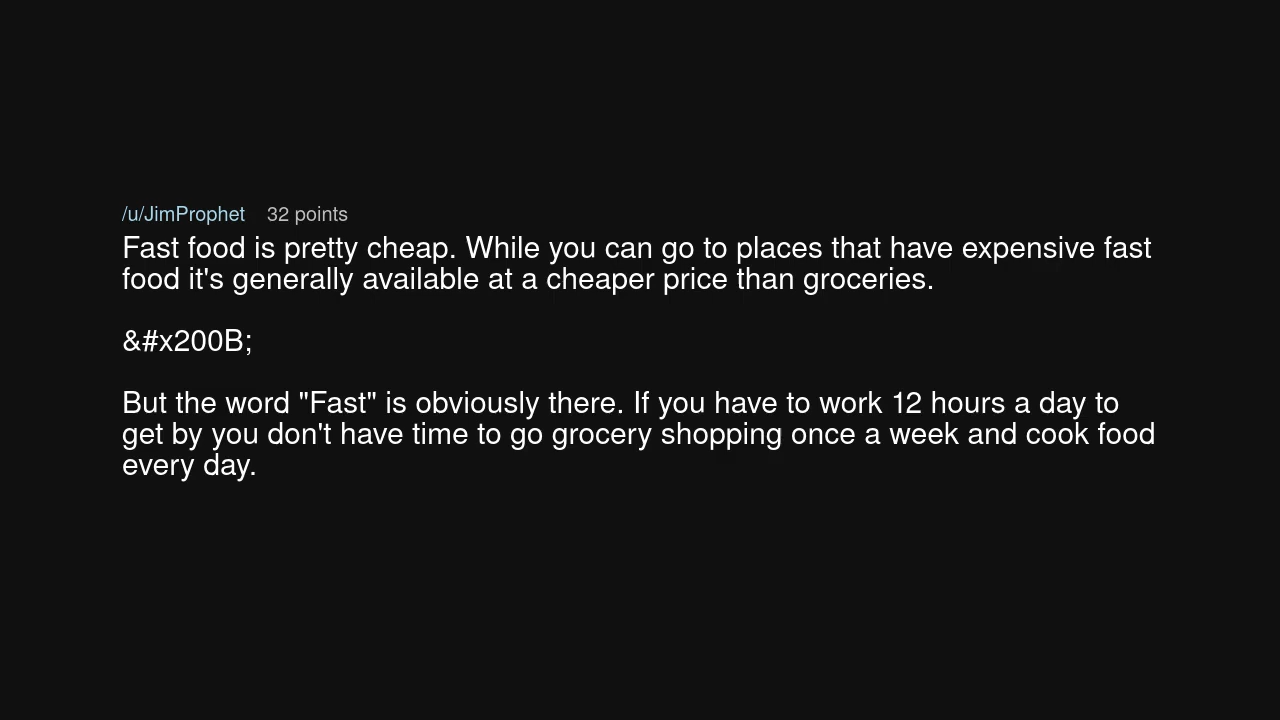 /u/JimProphet 32 points
Fast food is pretty cheap. While you can go to places that have expensive fast
food it's generally available at a cheaper price than groceries.
&#x200B;
But the word "Fast" is obviously there. If you have to work 12 hours a day to
get by you don't have time to go grocery shopping once a week and cook food
every day.